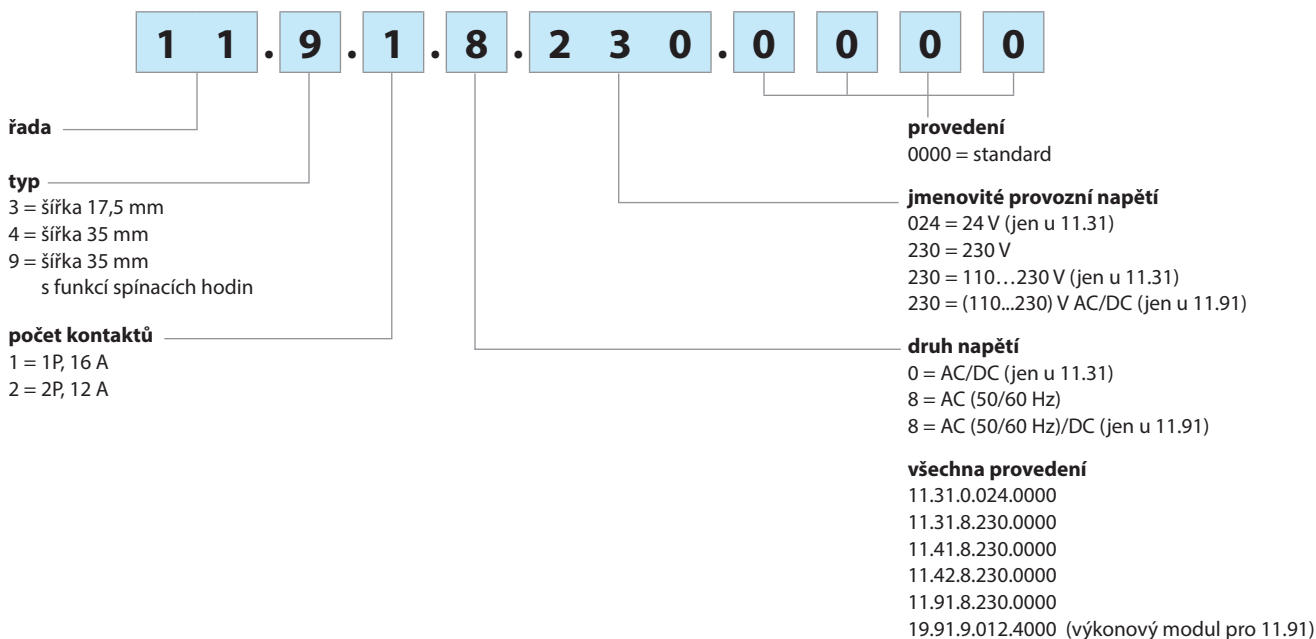 1 1 . 9 . 1 . 8 . 2 3 0 . 0 0 0 0
řada
typ
3 = šířka 17,5 mm
4 = šířka 35 mm
9 = šířka 35 mm
s funkcí spínacích hodin
počet kontaktů
1 = 1P, 16 A
2 = 2P, 12 A
provedení
0000 = standard
jmenovité provozní napětí
024 = 24 V (jen u 11.31)
230 = 230 V
230 = 110…230 V (jen u 11.31)
230 = (110...230) V AC/DC (jen u 11.91)
druh napětí
0 = AC/DC (jen u 11.31)
8 = AC (50/60 Hz)
8 = AC (50/60 Hz)/DC (jen u 11.91)
všechna provedení
11.31.0.024.0000
11.31.8.230.0000
11.41.8.230.0000
11.42.8.230.0000
11.91.8.230.0000
19.91.9.012.4000 (výkonový modul pro 11.91)